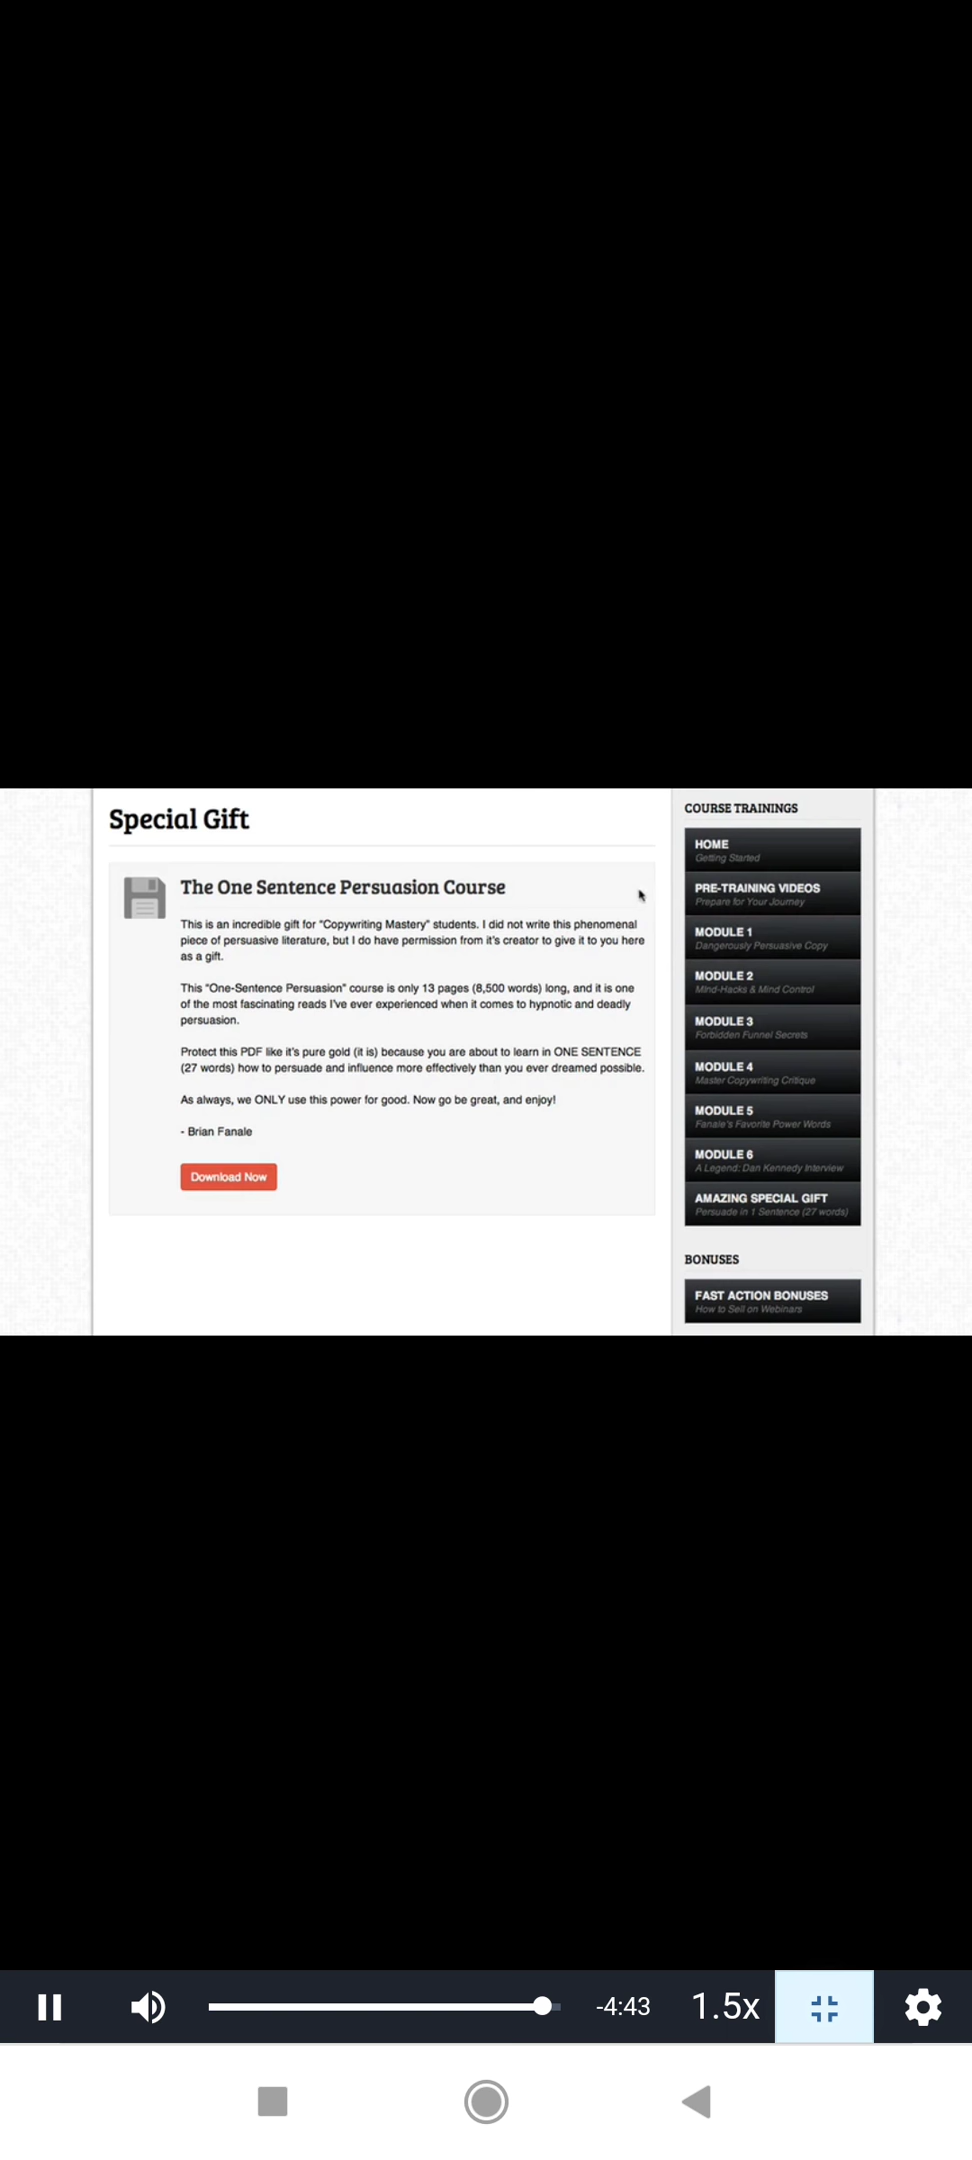 Special Gift
The One Sentence Persuasion Course
This is an incredible gift for "Copywriting Mastery" students. I did not write this phenomenal
piece of persuasive literature, but I do have permission from it's creator to give it to you here
as a gift.
This "One-Sentence Persuasion" course is only 13 pages (8,500 words) long, and it is one
of the most fascinating reads I've ever experienced when it comes to hypnotic and deadly
persuasion.
Protect this PDF like it's pure gold (it is) because you are about to learn in ONE SENTENCE
(27 words) how to persuade and influence more effectively than you ever dreamed possible.
As always, we ONLY use this power for good. Now go be great, and enjoy!
- Brian Fanale
Download Now
COURSE TRAININGS
HOME
Getting Started
PRE-TRAINING VIDEOS
Prepare for Your Journey
MODULE 1
Dangerously Persuasive Copy
MODULE 2
Mind-Hacks & Mind Control
MODULE 3
Forbidden Funnel Secrets
MODULE 4
Master Copywriting Critique
MODULE 5
Fanale's Favorite Power Words
MODULE 6
A Legend: Dan Kennedy Interview
AMAZING SPECIAL GIFT
Persuade in 1 Sentence (27 words)
BONUSES
FAST ACTION BONUSES
How to Sell on Webinars
-4:43
1.5x